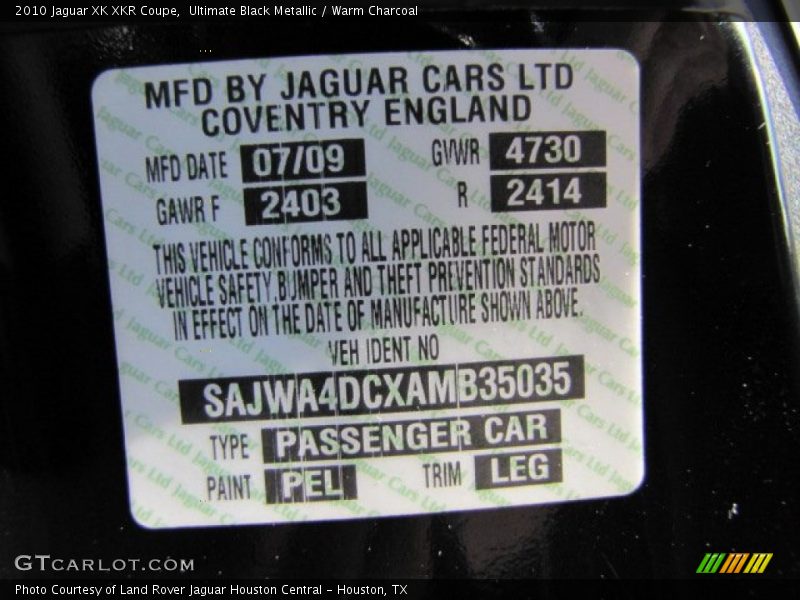 2010 Jaguar XK XKR Coupe,  Ultimate Black Metallic / Warm Charcoal
MFD BY JAGUAR CARS LTD
COVENTRY ENGLAND
MFD DATE 07/09 GVWR 4730
GAWR F 2403 R 2414
THIS VEHICLE CONFORMS TO ALL APPLICABLE FEDERAL MOTOR
VEHICLE SAFETY, BUMPER AND THEFT PREVENTION STANDARDS
IN EFFECT ON THE DATE OF MANUFACTURE SHOWN ABOVE.
VEH IDENT NO
SAJWA4DCXAMB35035
TYPE PASSENGER CAR
PAINT PEL TRIM LEG
GTCARLOT.COM
Photo Courtesy of Land Rover Jaguar Houston Central – Houston, TX